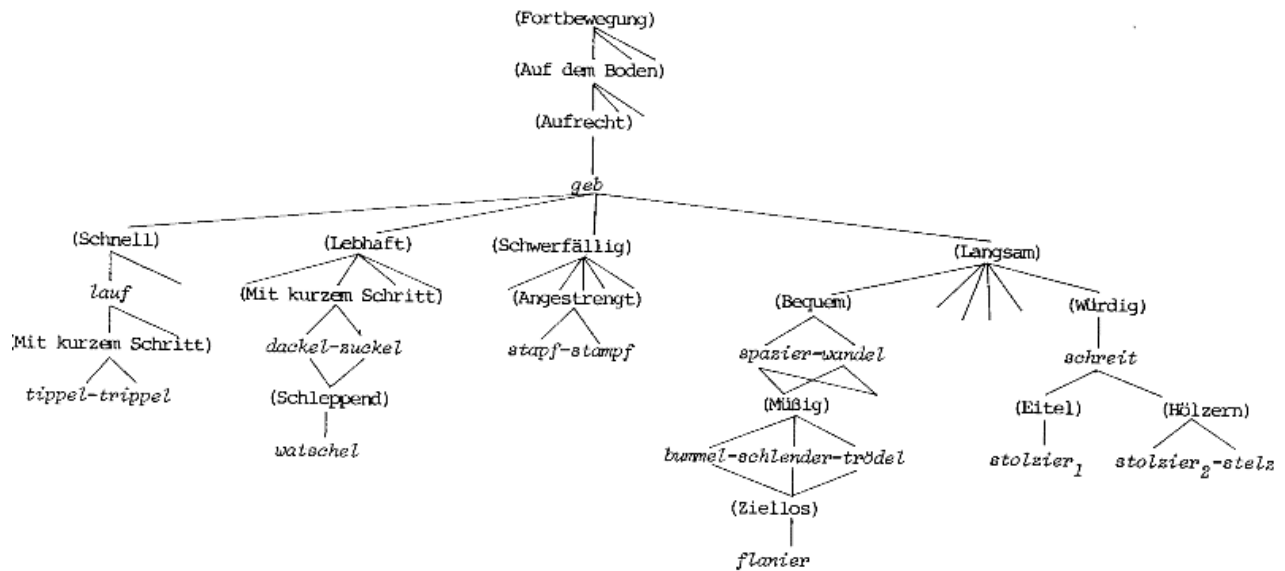 (Fortbewegung)
(Auf dem Boden)
(Aufrecht)
geb
(Schnell) (Lebhaft) (Schwerfällig) (Langsam)
lauf (Mit kurzem Schritt) (Angestrengt) (Bequem) (Würdig)
(Mit kurzem Schritt) dackel-zuckel stapf-stampf spazier-wandel schreit
tippel-trippel (Schleppend) (Müßig) (Eitel) (Hölzern)
watschel bummel-schlender-trödel stolzier1 stolzier2-stelz
(Ziellos)
flanier